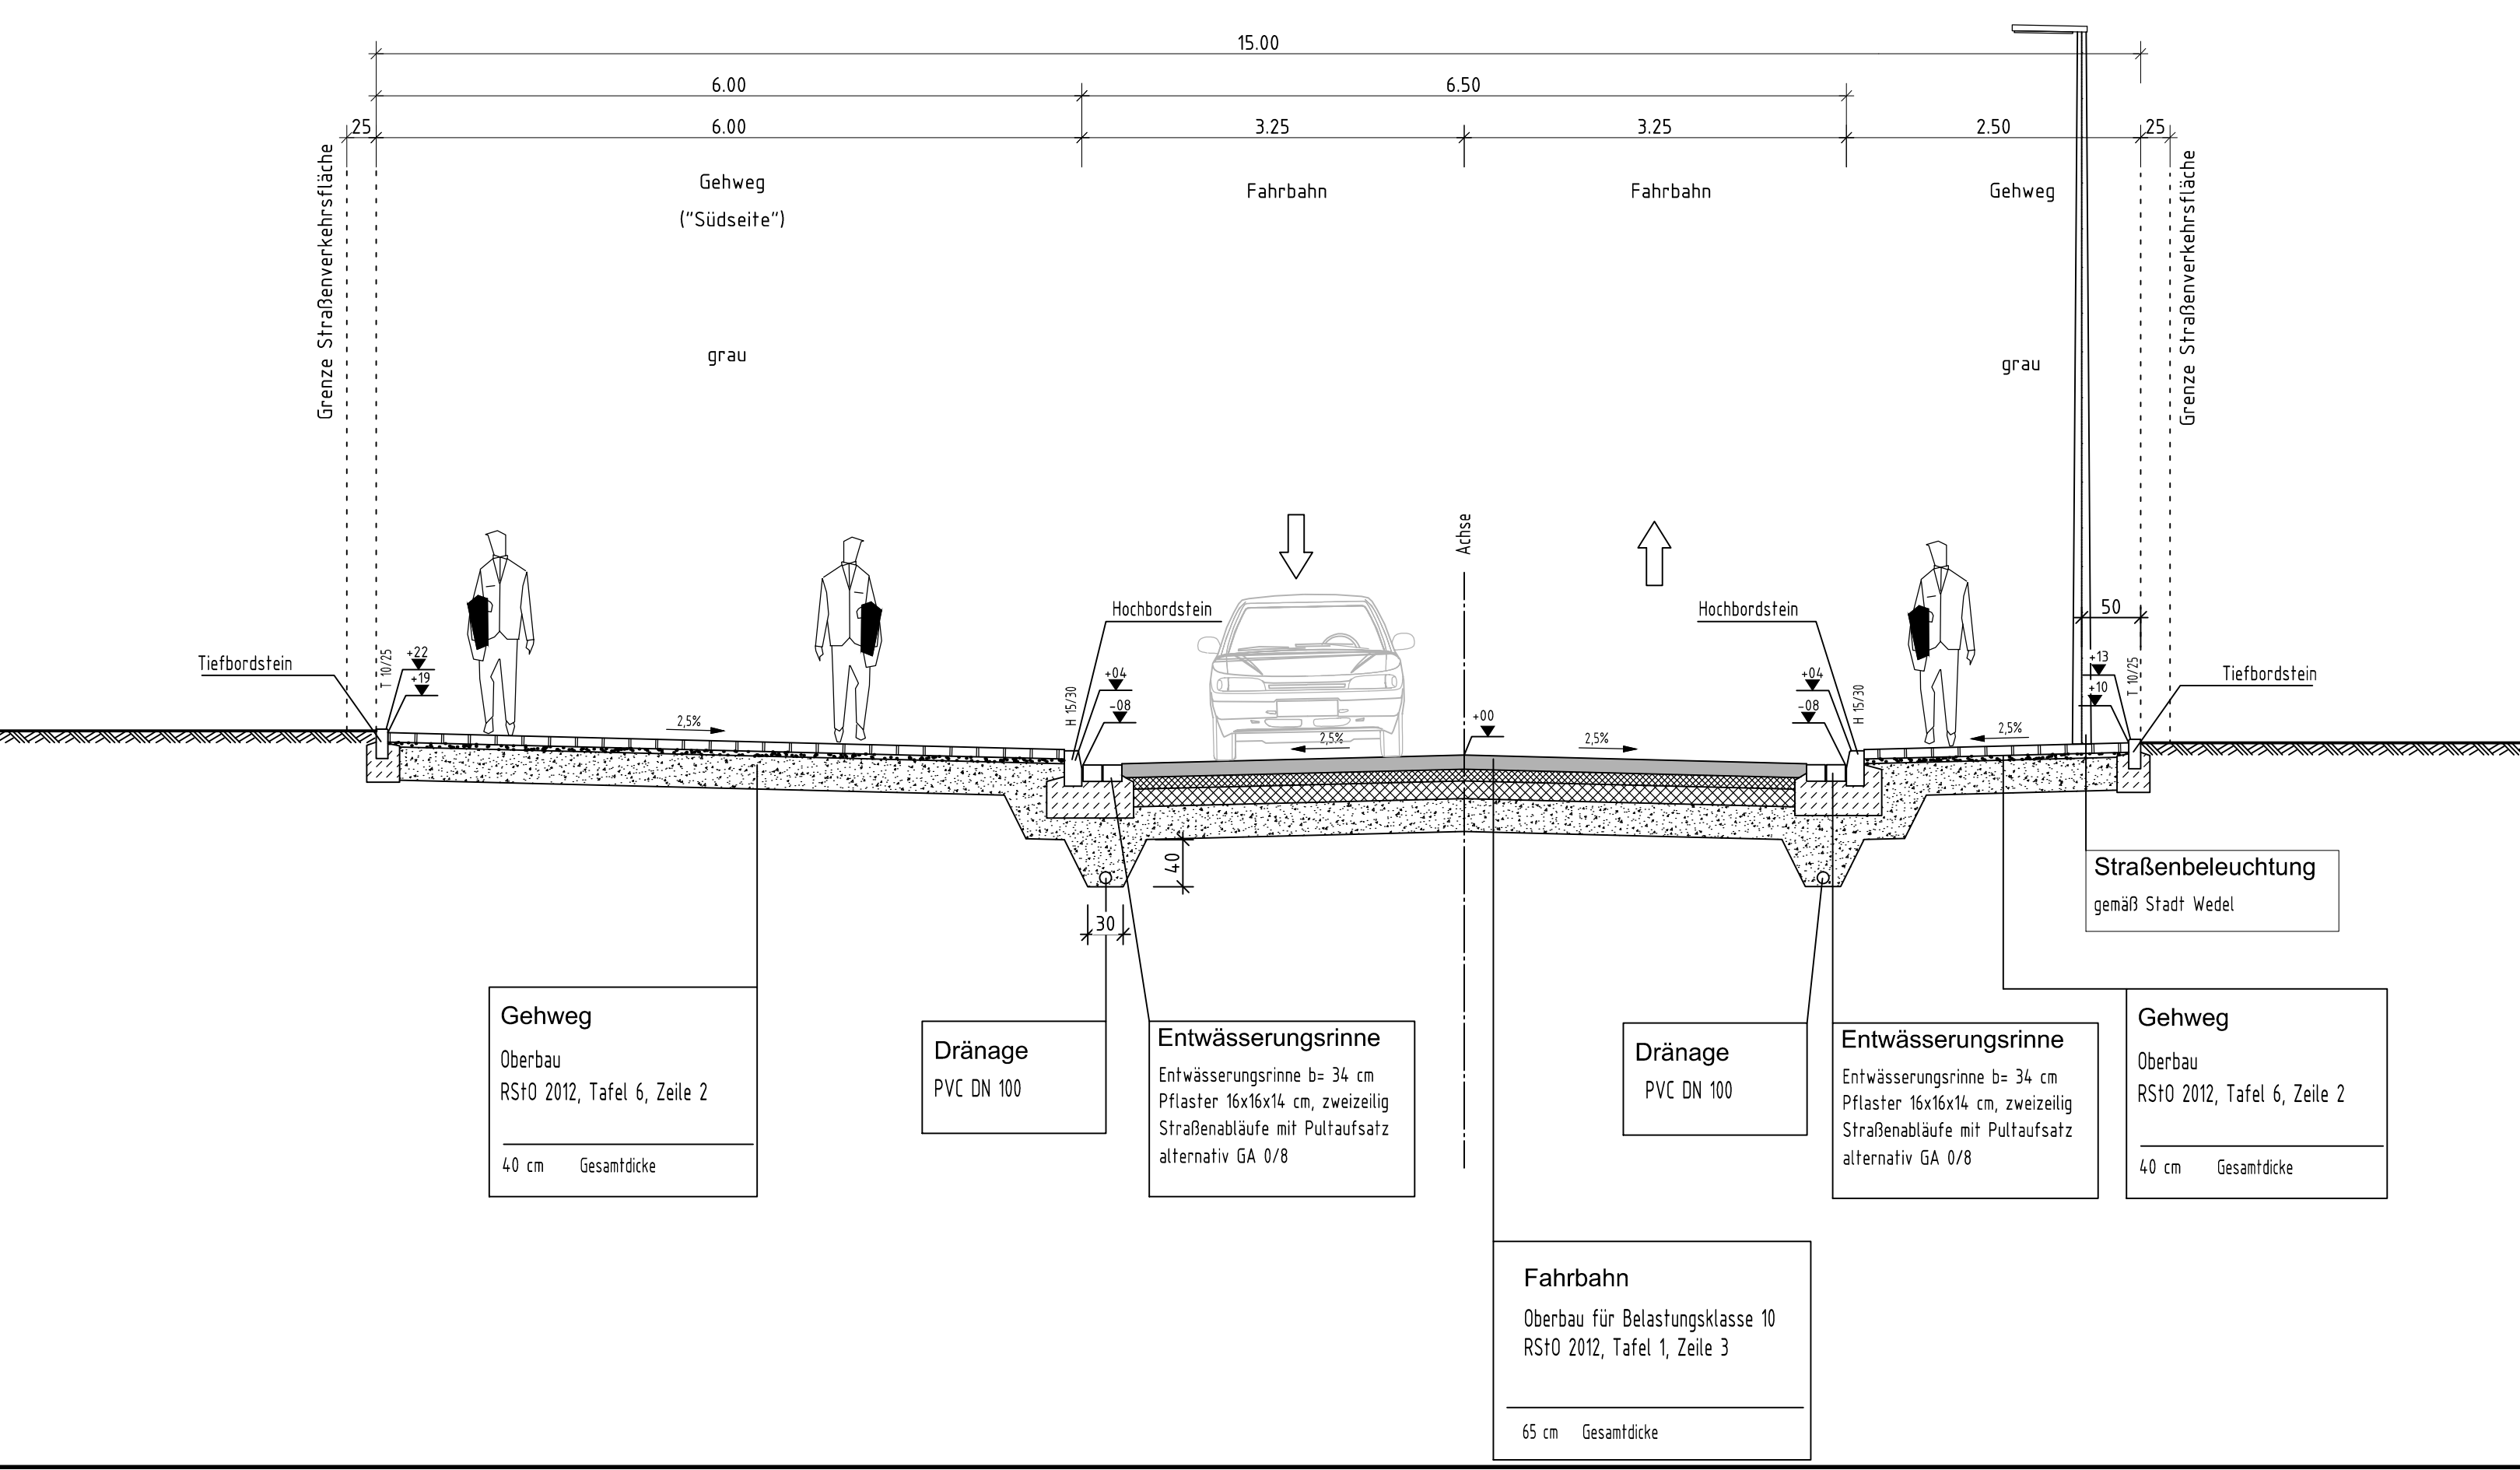 15.00
6.00
6.50
25
6.00
3.25
3.25
2.50
25
Grenze Straßenverkehrsfläche
Gehweg
("Südseite")
Fahrbahn
Fahrbahn
Gehweg
Grenze Straßenverkehrsfläche
grau
grau
Achse
Hochbordstein
Hochbordstein
50
Tiefbordstein
T 10/25
+22
+19
H 15/30
+04
-08
+00
+04
-08
H 15/30
+13
+10
T 10/25
Tiefbordstein
2,5%
2,5%
2,5%
2,5%
40
30
Straßenbeleuchtung
gemäß Stadt Wedel
Gehweg
Oberbau
RStO 2012, Tafel 6, Zeile 2
40 cm Gesamtdicke
Dränage
PVC DN 100
Entwässerungsrinne
Entwässerungsrinne b= 34 cm
Pflaster 16x16x14 cm, zweizeilig
Straßenabläufe mit Pultaufsatz
alternativ GA 0/8
Dränage
PVC DN 100
Entwässerungsrinne
Entwässerungsrinne b= 34 cm
Pflaster 16x16x14 cm, zweizeilig
Straßenabläufe mit Pultaufsatz
alternativ GA 0/8
Gehweg
Oberbau
RStO 2012, Tafel 6, Zeile 2
40 cm Gesamtdicke
Fahrbahn
Oberbau für Belastungsklasse 10
RStO 2012, Tafel 1, Zeile 3
65 cm Gesamtdicke